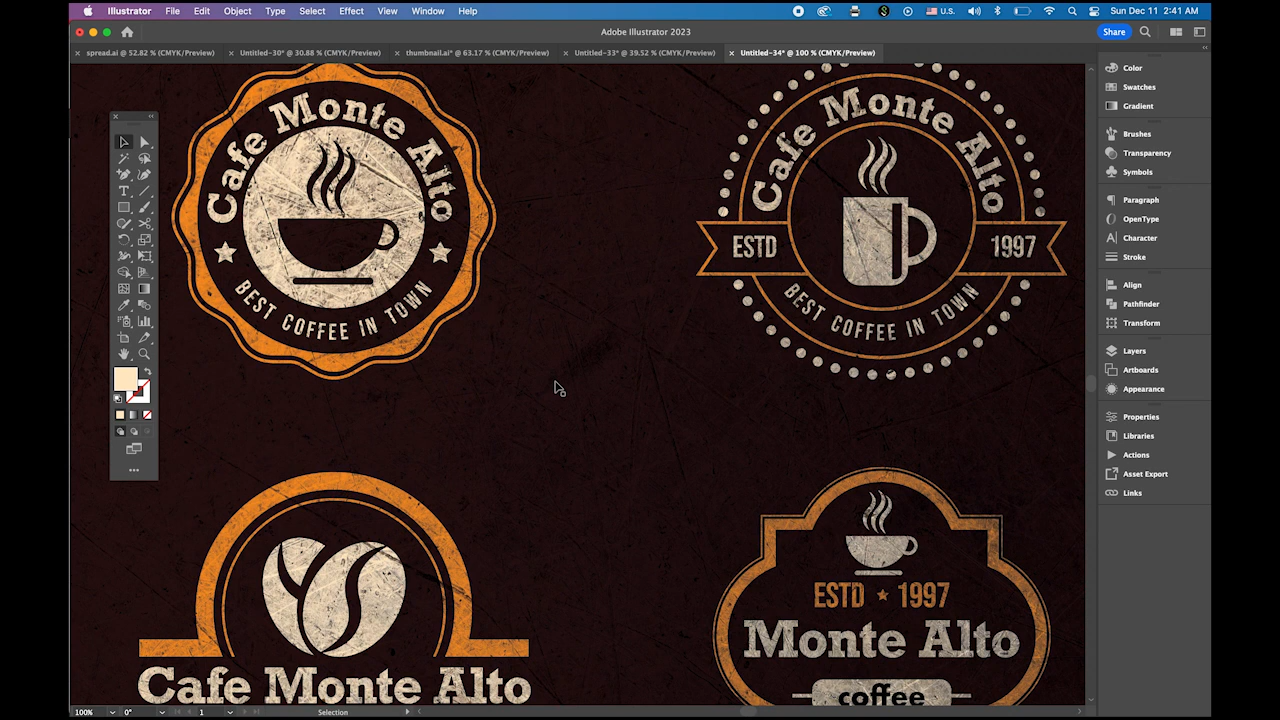 Illustrator File Edit Object Type Select Effect View Window Help U.S. Sun Dec 11 2:41 AM
Adobe Illustrator 2023 Share
spread.ai @ 52.82 % (CMYK/Preview) Untitled-30* @ 30.88 % (CMYK/Preview) thumbnail.ai* @ 63.17 % (CMYK/Preview) Untitled-33* @ 39.52 % (CMYK/Preview) Untitled-34* @ 100 % (CMYK/Preview)
Cafe Monte Alto
BEST COFFEE IN TOWN
Cafe Monte Alto
ESTD 1997
BEST COFFEE IN TOWN
Cafe Monte Alto
ESTD 1997
Monte Alto
coffee
Color
Swatches
Gradient
Brushes
Transparency
Symbols
Paragraph
OpenType
Character
Stroke
Align
Pathfinder
Transform
Layers
Artboards
Appearance
Properties
Libraries
Actions
Asset Export
Links
100% 0° 1 Selection